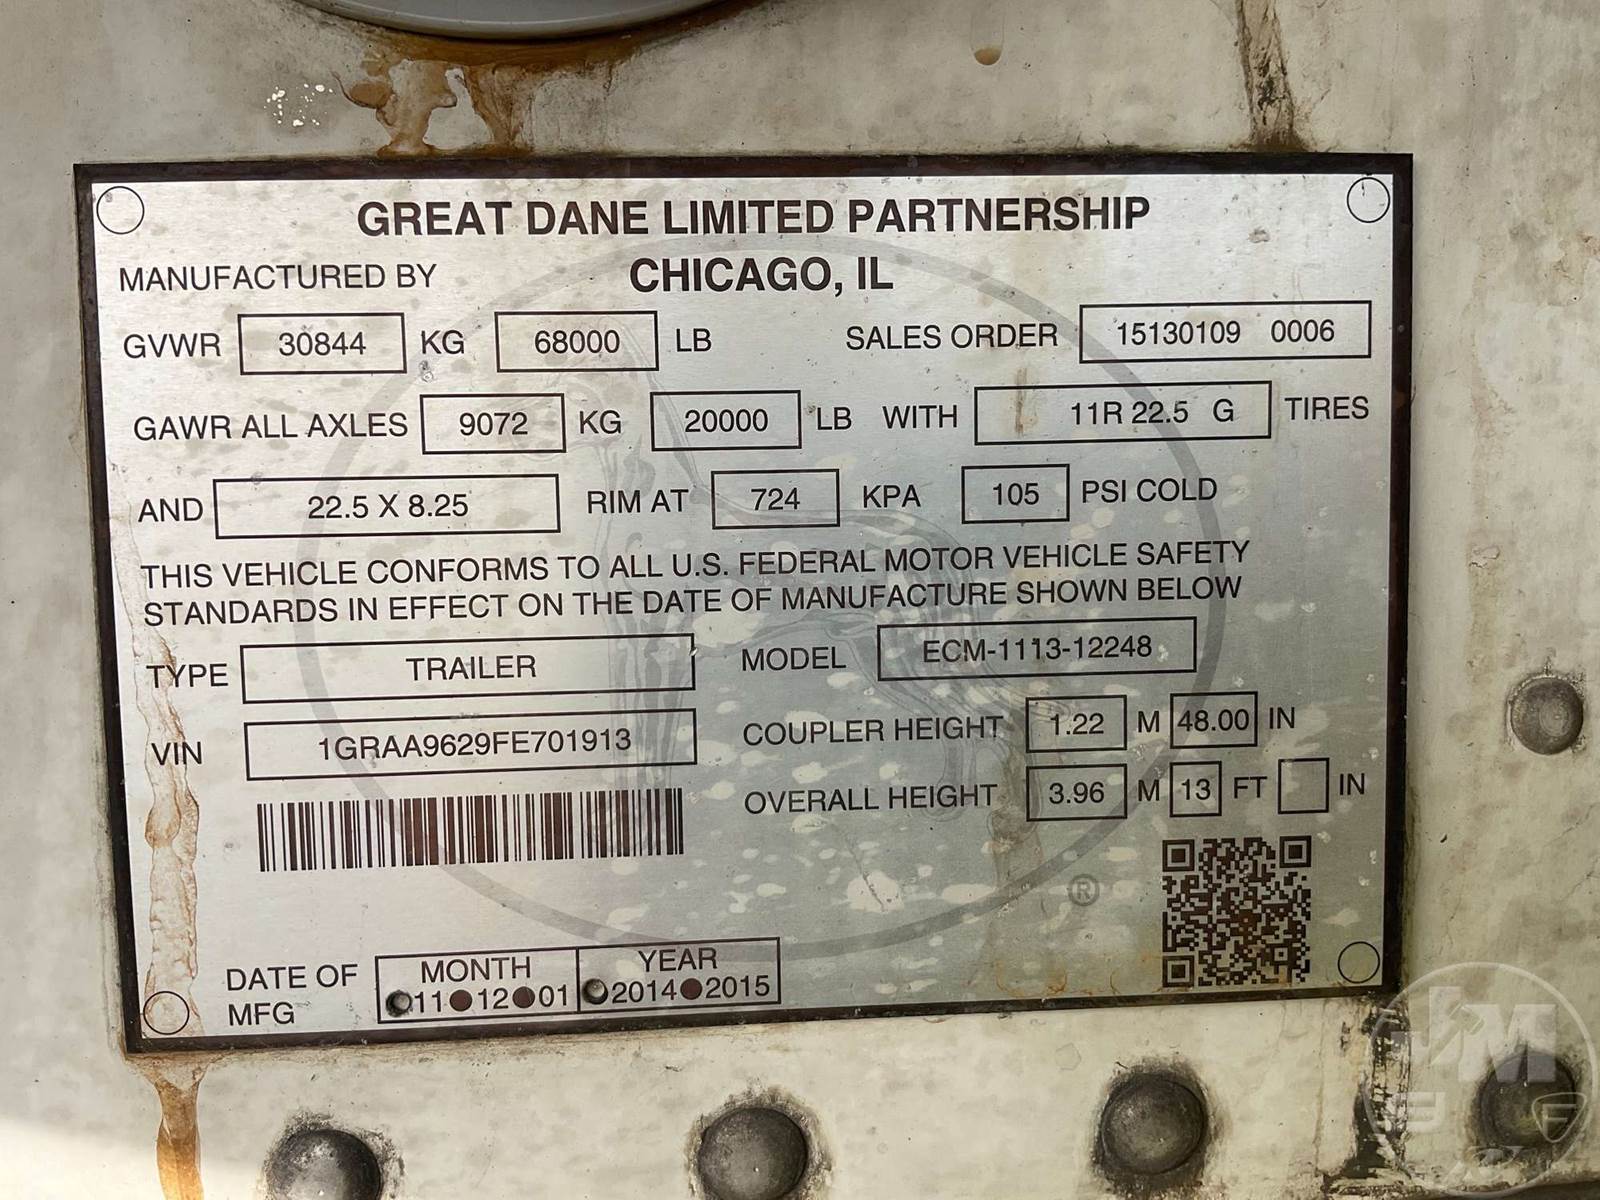 GREAT DANE LIMITED PARTNERSHIP
MANUFACTURED BY CHICAGO, IL
GVWR 30844 KG 68000 LB SALES ORDER 15130109 0006
GAWR ALL AXLES 9072 KG 20000 LB WITH 11R 22.5 G TIRES
AND 22.5 X 8.25 RIM AT 724 KPA 105 PSI COLD
THIS VEHICLE CONFORMS TO ALL U.S. FEDERAL MOTOR VEHICLE SAFETY
STANDARDS IN EFFECT ON THE DATE OF MANUFACTURE SHOWN BELOW
TYPE TRAILER MODEL ECM-1113-12248
VIN 1GRAA9629FE701913 COUPLER HEIGHT 1.22 M 48.00 IN
OVERALL HEIGHT 3.96 M 13 FT IN
®
DATE OF MFG
MONTH YEAR
11 12 01 2014 2015
JM